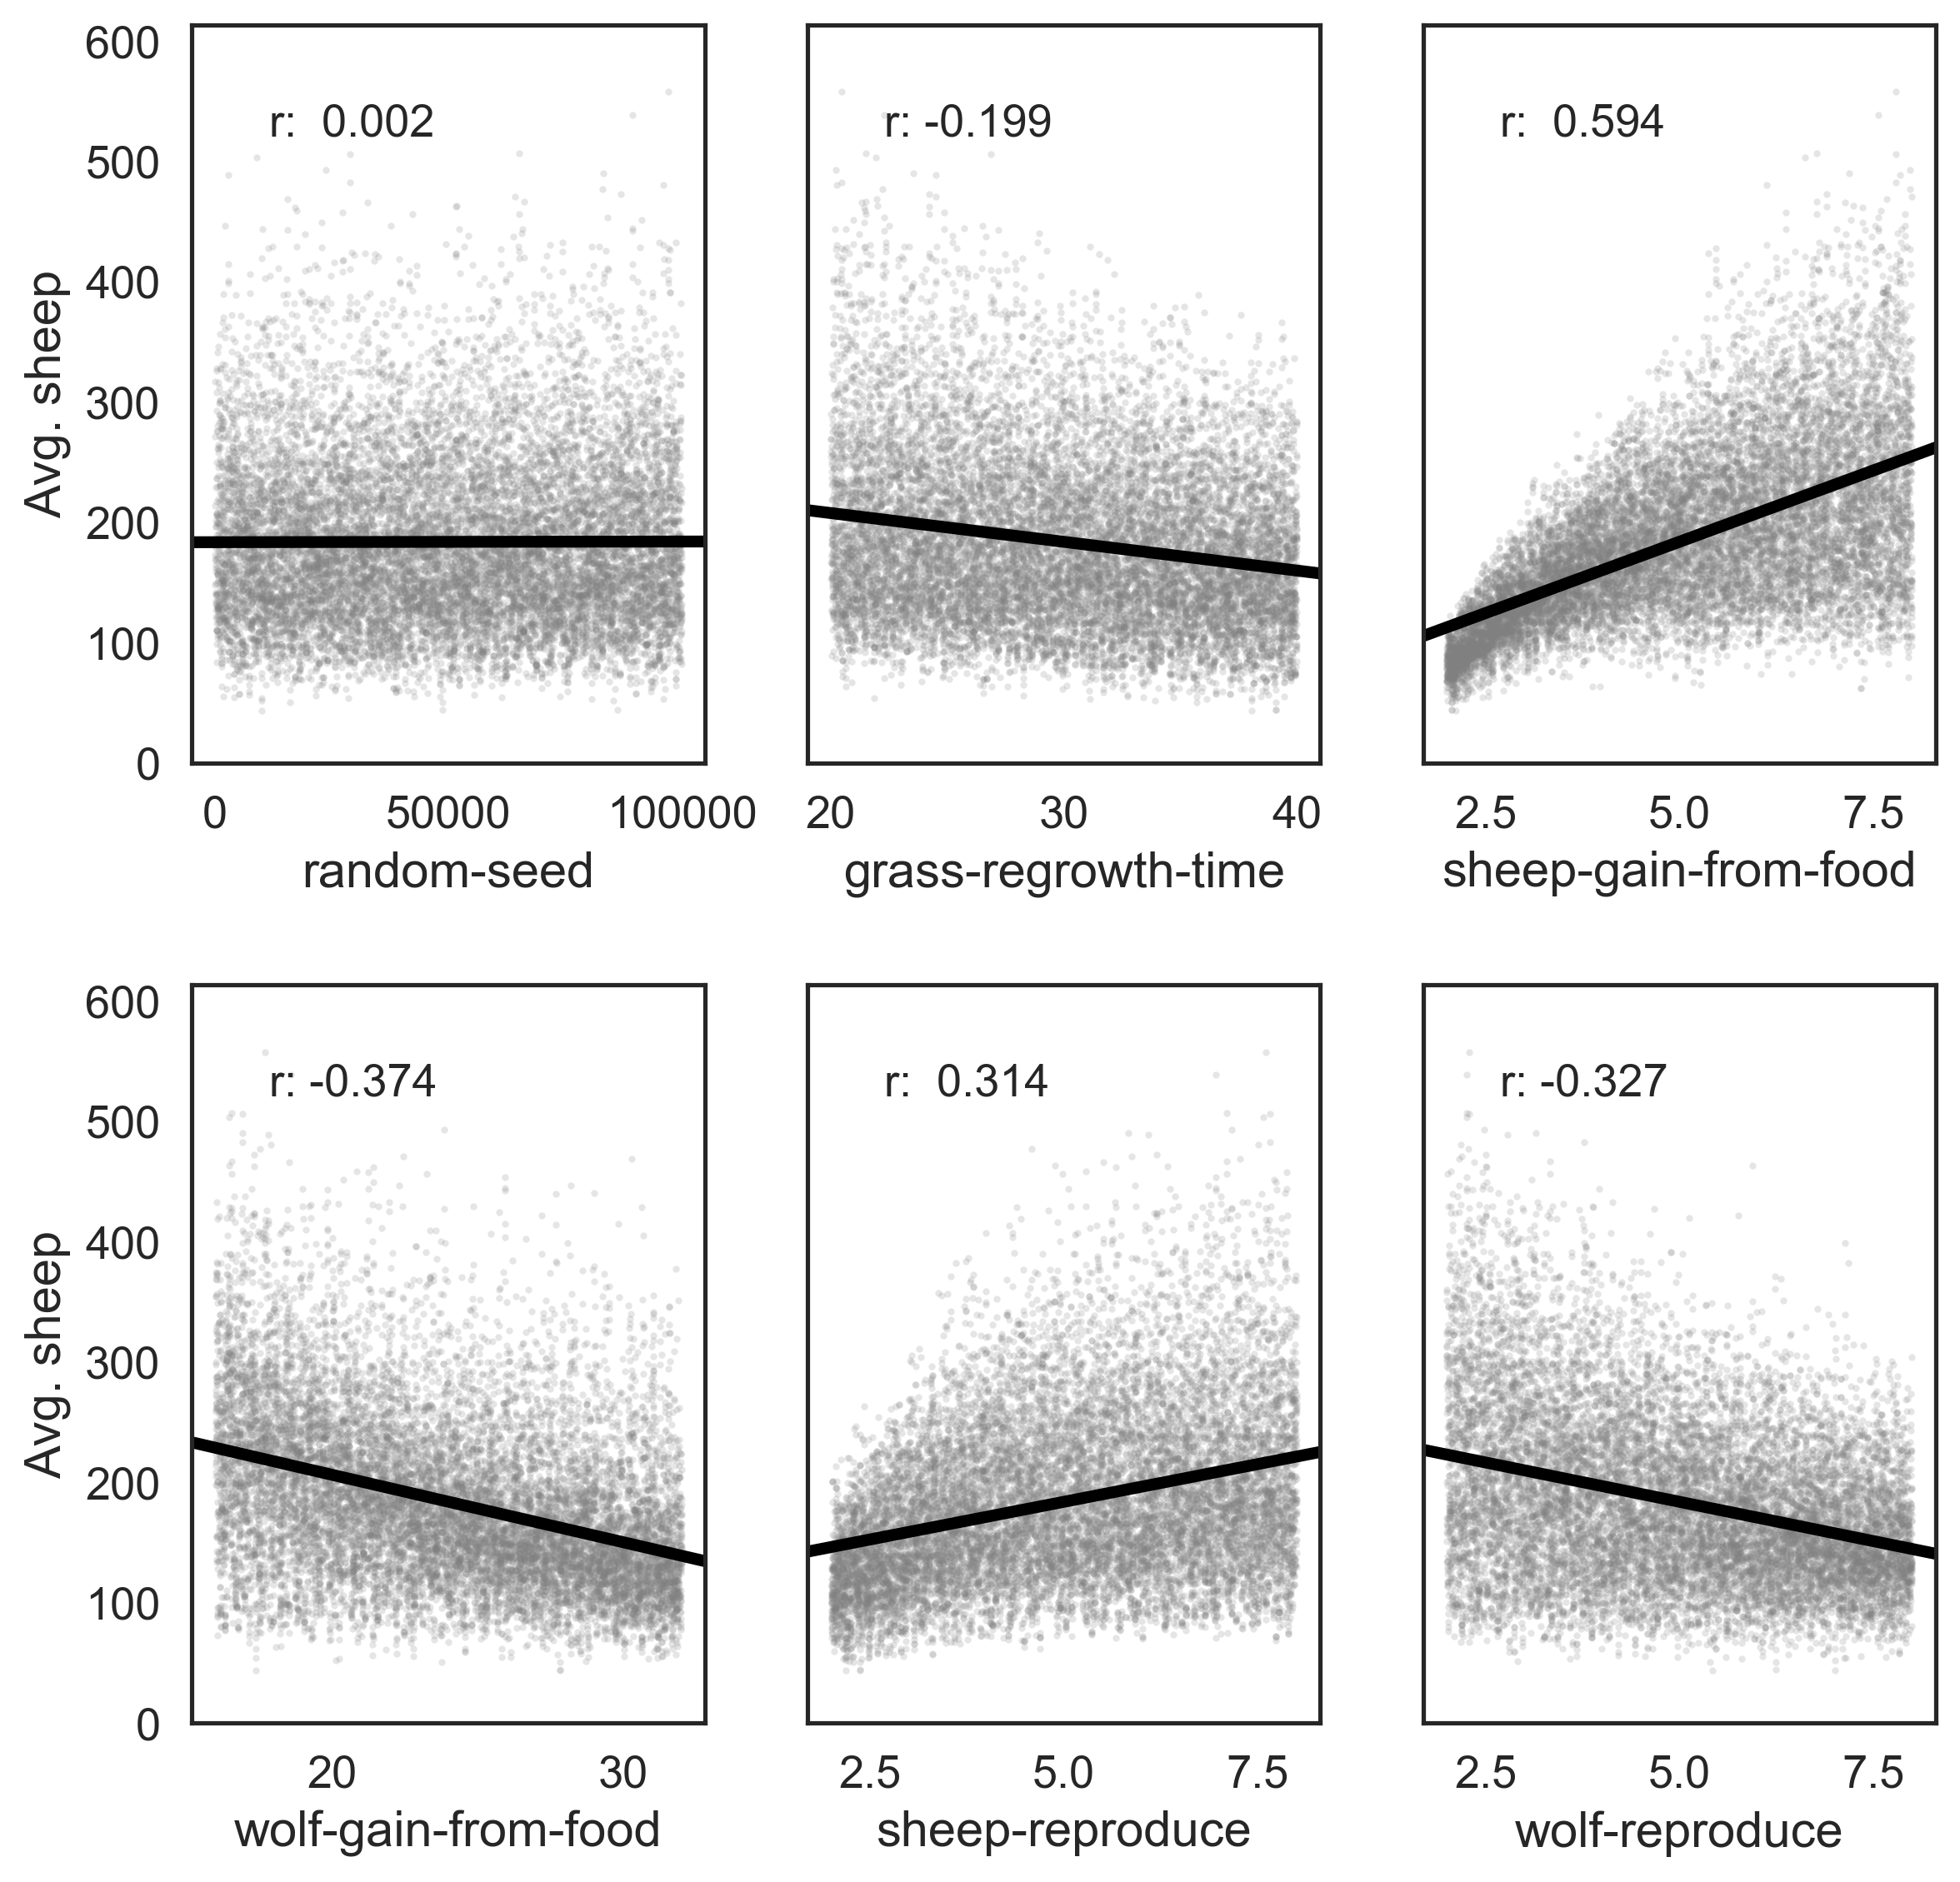 600
500
400
300
200
100
0
Avg. sheep
r: 0.002
0 50000 100000
random-seed
r: -0.199
20 30 40
grass-regrowth-time
r: 0.594
2.5 5.0 7.5
sheep-gain-from-food
600
500
400
300
200
100
0
Avg. sheep
r: -0.374
20 30
wolf-gain-from-food
r: 0.314
2.5 5.0 7.5
sheep-reproduce
r: -0.327
2.5 5.0 7.5
wolf-reproduce